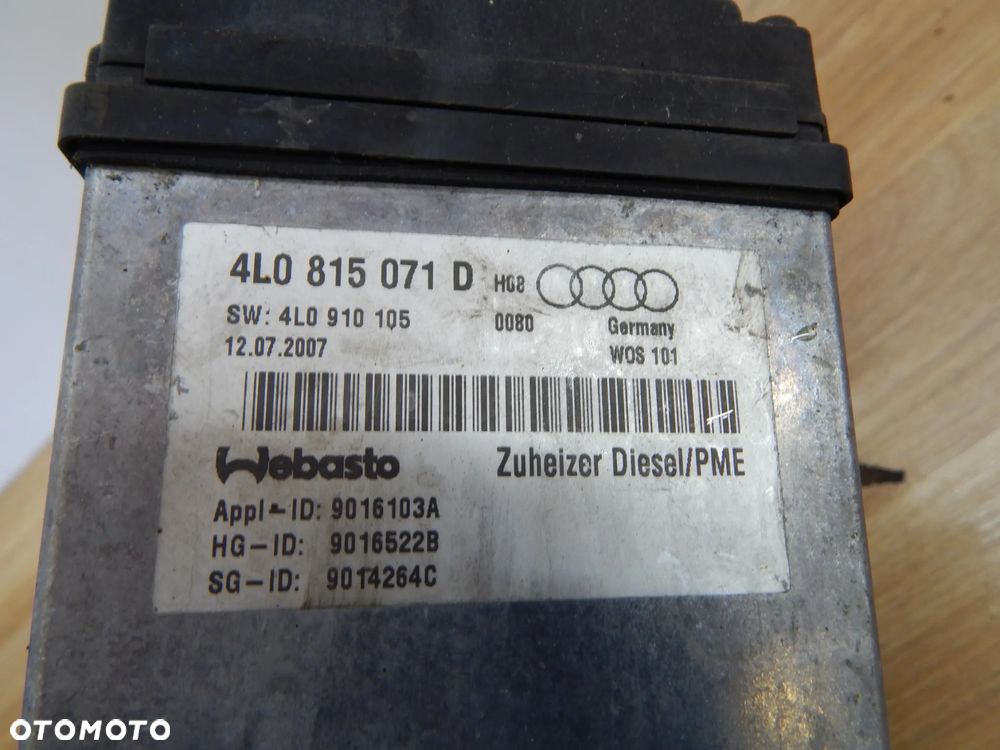 4L0 815 071 D H08
SW: 4L0 910 105 0080 Germany
12.07.2007 WOS 101
Webasto Zuheizer Diesel/PME
Appl-ID: 9016103A
HG-ID: 9016522B
SG-ID: 9014264C
OTOMOTO